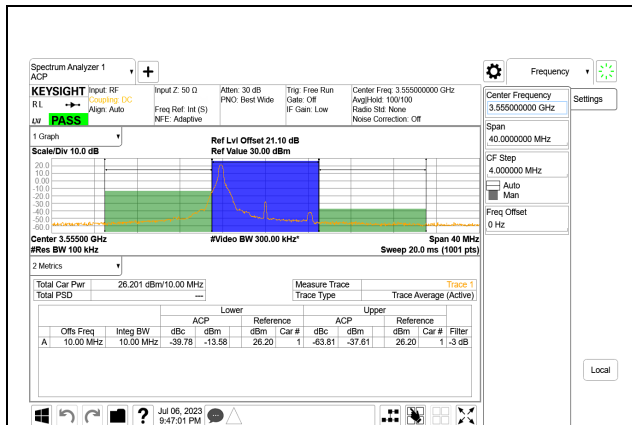 Spectrum Analyzer 1
ACP
Frequency
KEYSIGHT Input: RF Input Z: 50 Ω Atten: 30 dB Trig: Free Run Center Freq: 3.555000000 GHz
Coupling: DC PNO: Best Wide Gate: Off Avg|Hold: 100/100
R L Align: Auto Freq Ref: Int (S) IF Gain: Low Radio Std: None
PASS NFE: Adaptive Noise Correction: Off
Center Frequency
3.555000000 GHz
Settings
Span
40.0000000 MHz
CF Step
4.000000 MHz
Auto
Man
Freq Offset
0 Hz
Local
1 Graph
Ref Lvl Offset 21.10 dB
Scale/Div 10.0 dB Ref Value 30.00 dBm
20.0
10.0
0.00
-10.0
-20.0
-30.0
-40.0
-50.0
-60.0
Center 3.55500 GHz #Video BW 300.00 kHz* Span 40 MHz
#Res BW 100 kHz Sweep 20.0 ms (1001 pts)
2 Metrics
Total Car Pwr 26.201 dBm/10.00 MHz Measure Trace Trace 1
Total PSD --- Trace Type Trace Average (Active)
Lower Upper
ACP Reference ACP Reference
Offs Freq Integ BW dBc dBm dBm Car # dBc dBm dBm Car # Filter
A 10.00 MHz 10.00 MHz -39.78 -13.58 26.20 1 -63.81 -37.61 26.20 1 -3 dB
Jul 06, 2023
9:47:01 PM